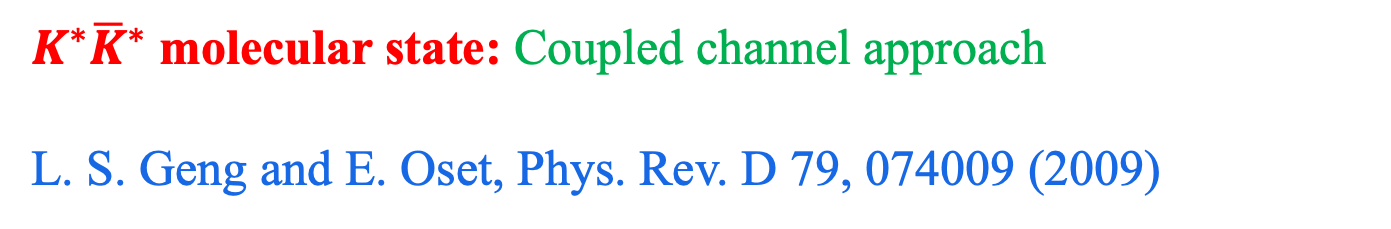 K*K̅* molecular state: Coupled channel approach
L. S. Geng and E. Oset, Phys. Rev. D 79, 074009 (2009)